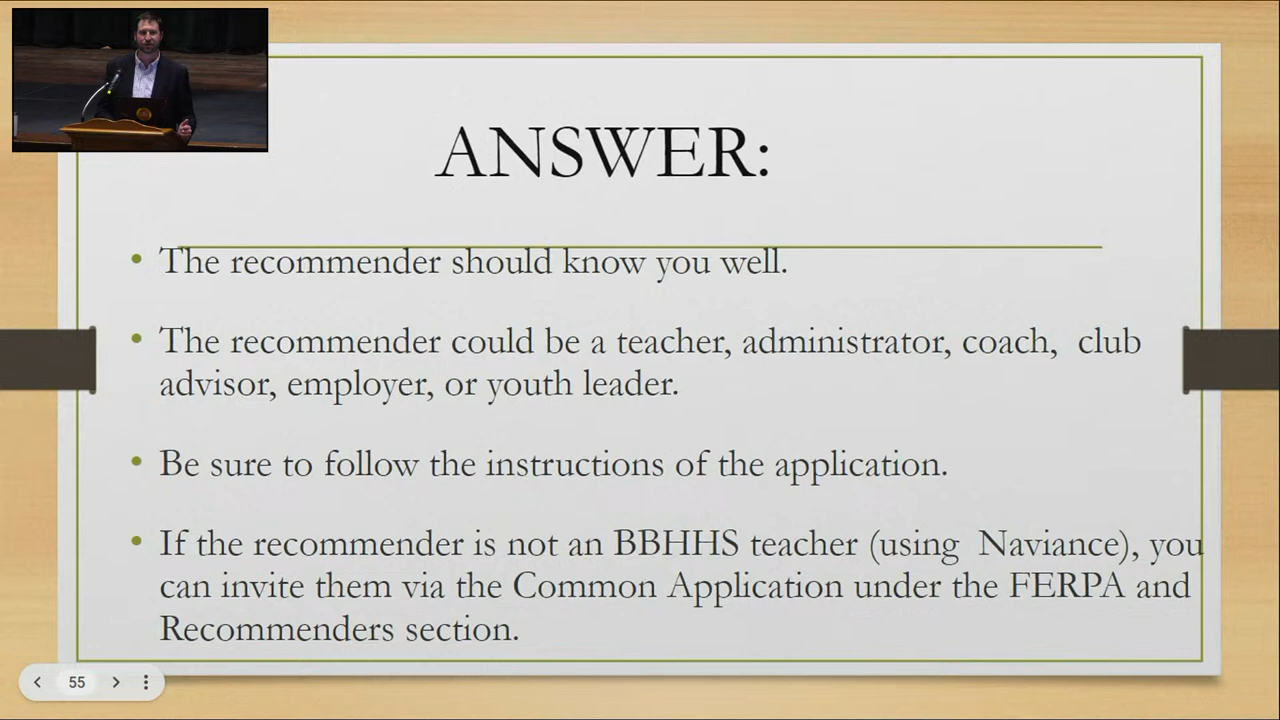 ANSWER:
• The recommender should know you well.
• The recommender could be a teacher, administrator, coach,  club
advisor, employer, or youth leader.
• Be sure to follow the instructions of the application.
• If the recommender is not an BBHHS teacher (using  Naviance), you
can invite them via the Common Application under the FERPA and
Recommenders section.
55